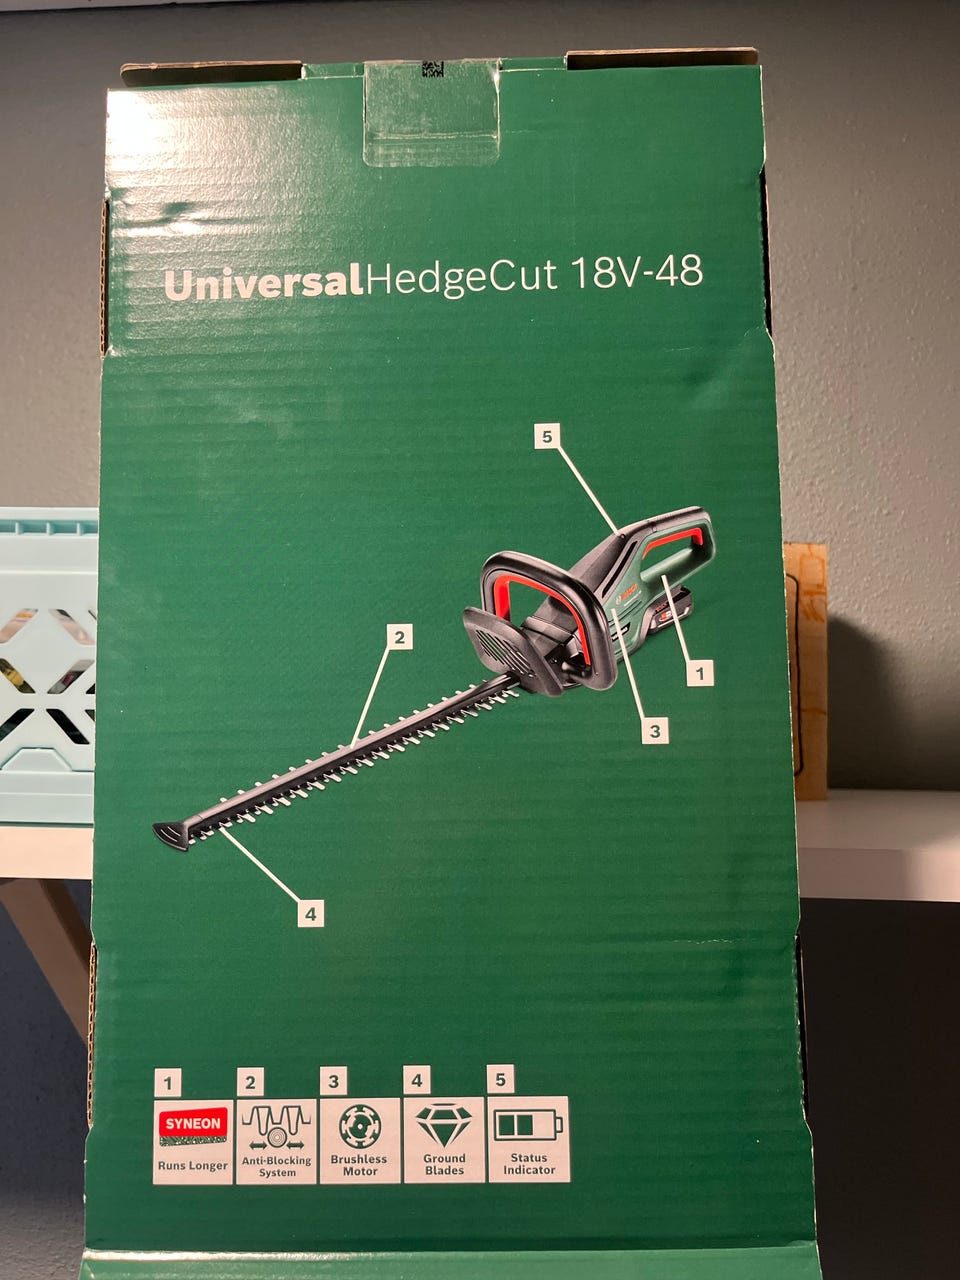 UniversalHedgeCut 18V-48
5
BOSCH
2
1
3
4
1 2 3 4 5
SYNEON
Runs Longer
Anti-Blocking
System
Brushless
Motor
Ground
Blades
Status
Indicator